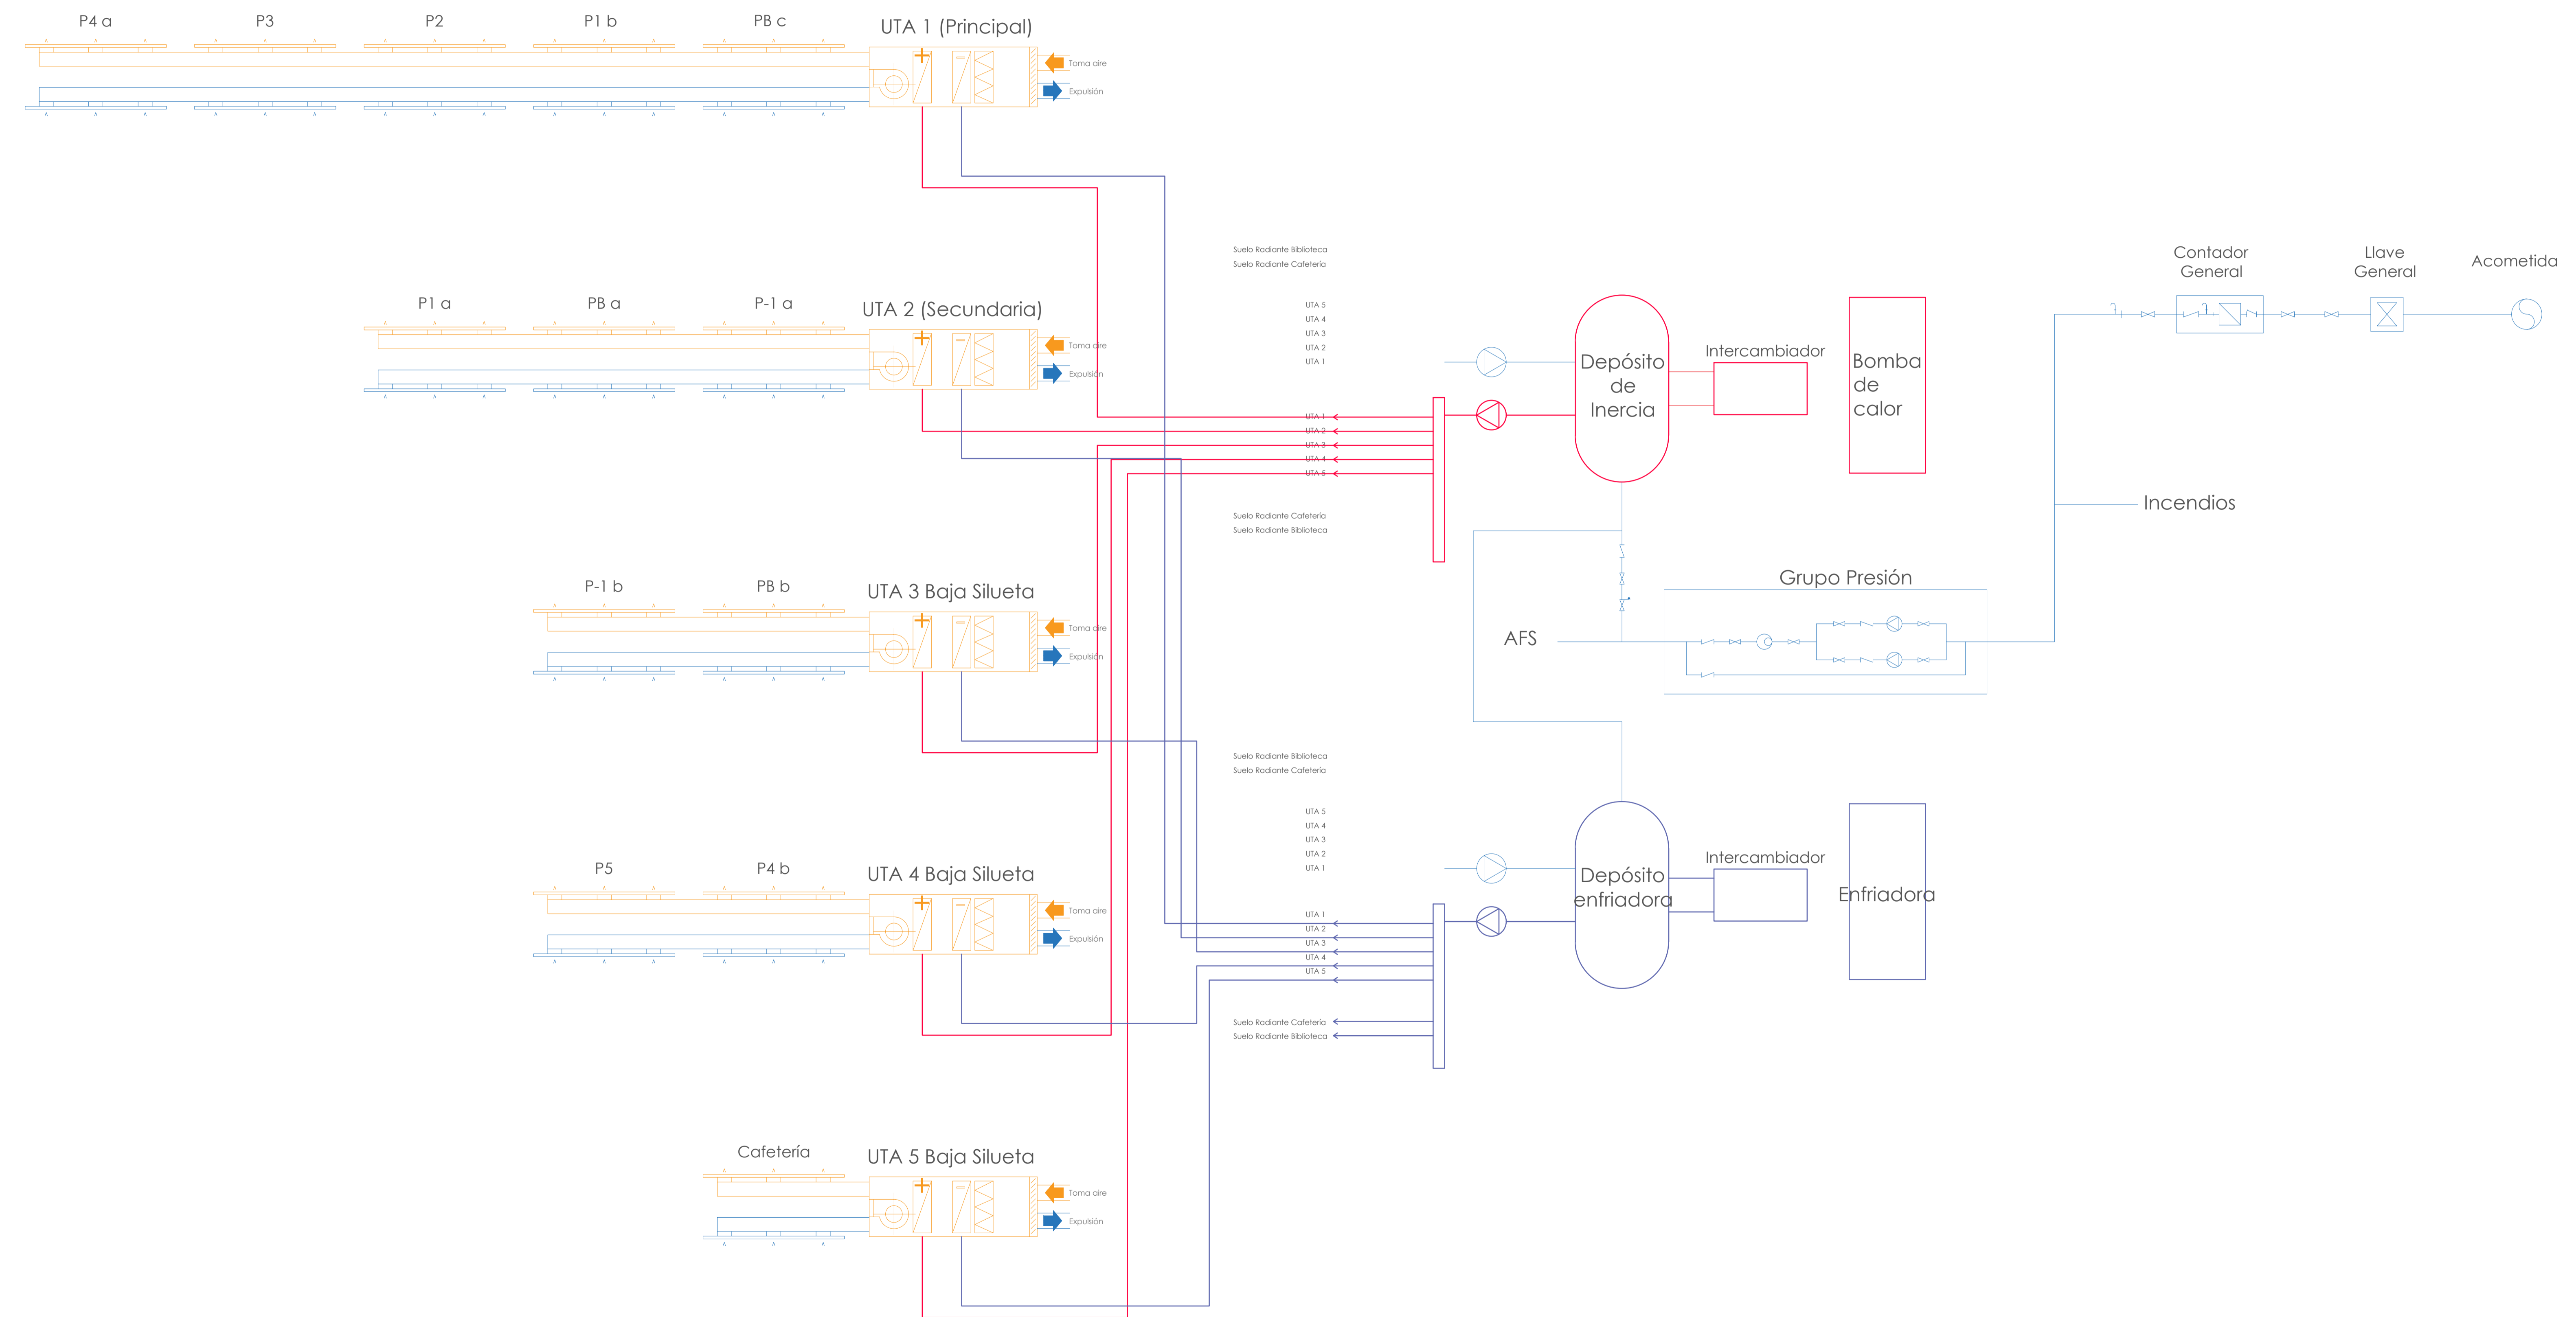 P4 a
P3
P2
P1 b
PB c
UTA 1 (Principal)
Toma aire
Expulsión
Suelo Radiante Biblioteca
Suelo Radiante Cafetería
Contador
General
Llave
General
Acometida
P1 a
PB a
P-1 a
UTA 2 (Secundaria)
Toma aire
Expulsión
UTA 5
UTA 4
UTA 3
UTA 2
UTA 1
Depósito
de
Inercia
Intercambiador
Bomba
de
calor
UTA 1
UTA 2
UTA 3
UTA 4
UTA 5
Incendios
Suelo Radiante Cafetería
Suelo Radiante Biblioteca
P-1 b
PB b
UTA 3 Baja Silueta
Toma aire
Expulsión
Grupo Presión
AFS
Suelo Radiante Biblioteca
Suelo Radiante Cafetería
UTA 5
UTA 4
UTA 3
UTA 2
UTA 1
P5
P4 b
UTA 4 Baja Silueta
Toma aire
Expulsión
Depósito
enfriadora
Intercambiador
Enfriadora
UTA 1
UTA 2
UTA 3
UTA 4
UTA 5
Suelo Radiante Cafetería
Suelo Radiante Biblioteca
Cafetería
UTA 5 Baja Silueta
Toma aire
Expulsión